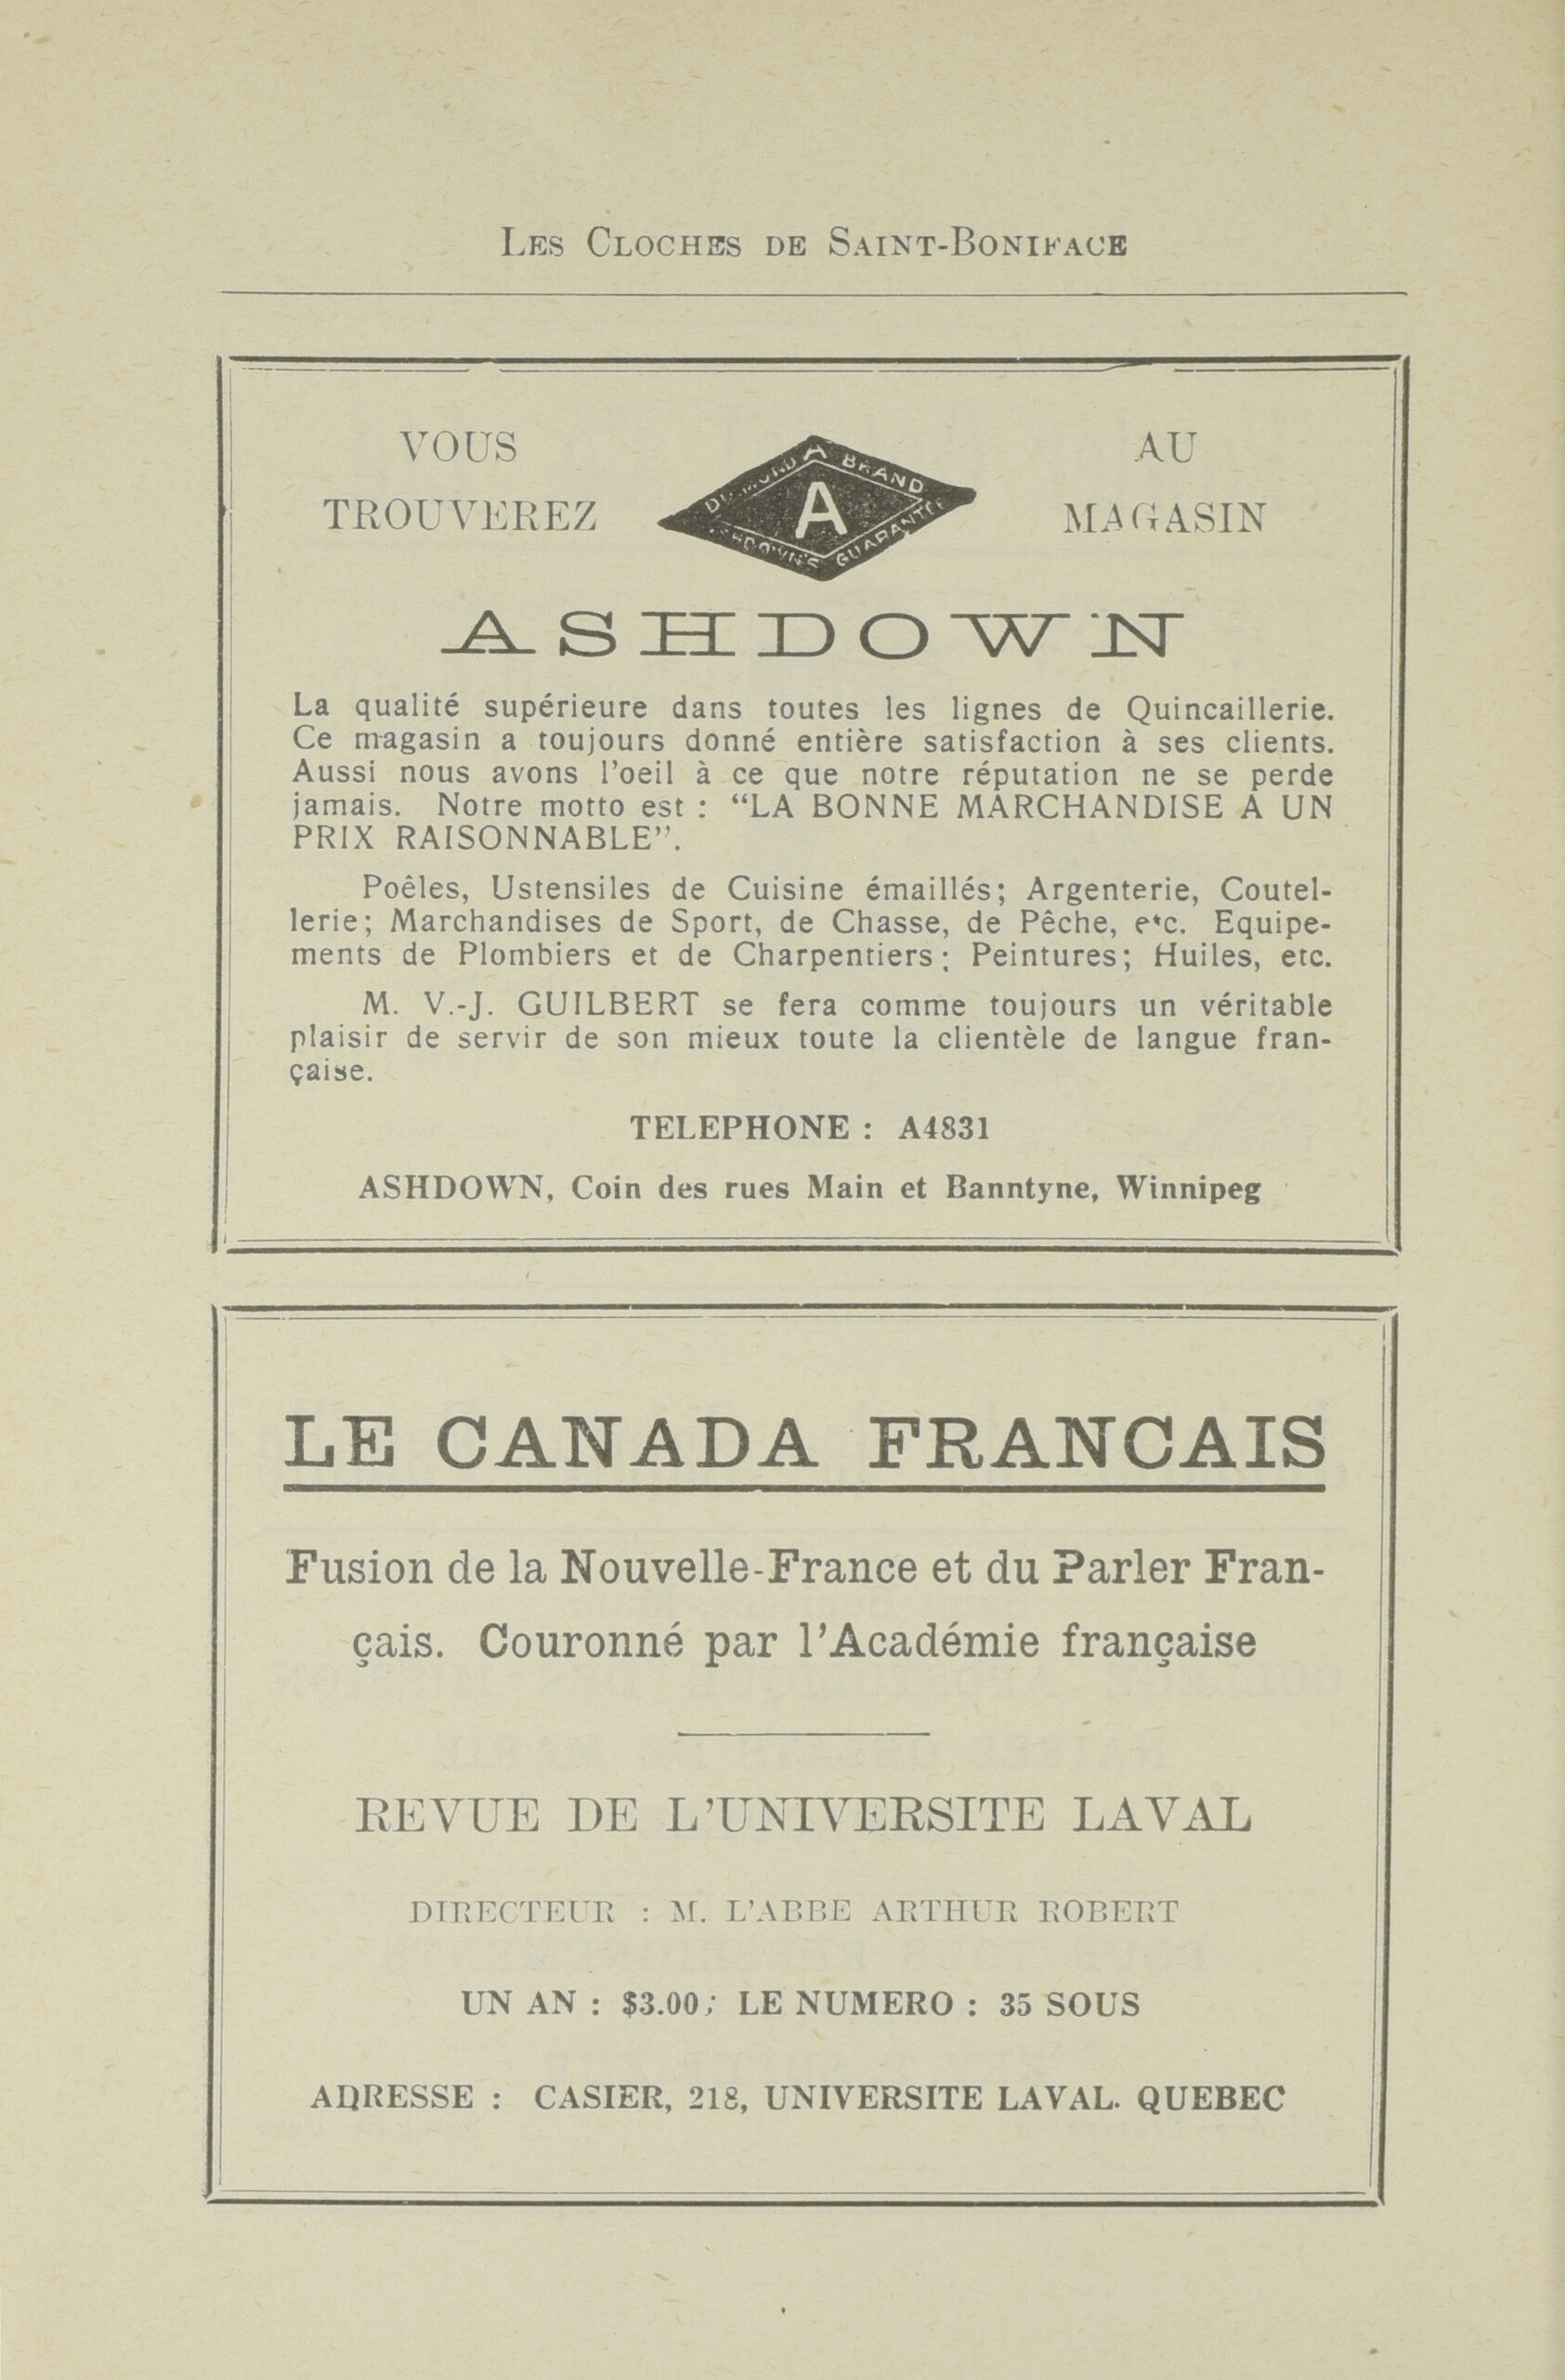 Les Cloches de Saint-Boniface
VOUS
TROUVEREZ
A BRAND
A
GUARANTEE
AU
MAGASIN
ASHDOWN
La qualité supérieure dans toutes les lignes de Quincaillerie.
Ce magasin a toujours donné entière satisfaction à ses clients.
Aussi nous avons l'oeil à ce que notre réputation ne se perde
jamais. Notre motto est : “LA BONNE MARCHANDISE A UN
PRIX RAISONNABLE”.
Poêles, Ustensiles de Cuisine émaillés; Argenterie, Coutel-
lerie; Marchandises de Sport, de Chasse, de Pêche, etc. Equipe-
ments de Plombiers et de Charpentiers; Peintures; Huiles, etc.
M. V.-J. GUILBERT se fera comme toujours un véritable
plaisir de servir de son mieux toute la clientèle de langue fran-
çaise.
TELEPHONE : A4831
ASHDOWN, Coin des rues Main et Banntyne, Winnipeg
LE CANADA FRANCAIS
Fusion de la Nouvelle-France et du Parler Fran-
çais. Couronné par l'Académie française
REVUE DE L'UNIVERSITE LAVAL
DIRECTEUR : M. L'ABBE ARTHUR ROBERT
UN AN : $3.00; LE NUMERO : 35 SOUS
ADRESSE : CASIER, 218, UNIVERSITE LAVAL. QUEBEC